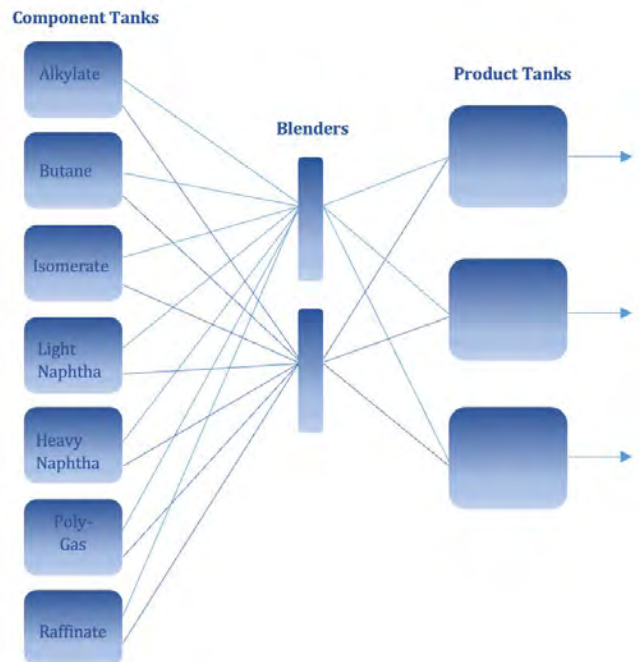 Component Tanks
Alkylate
Product Tanks
Blenders
Butane
Isomerate
Light
Naphtha
Heavy
Naphtha
Poly-
Gas
Raffinate